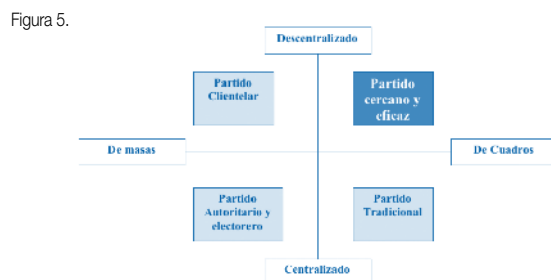 Figura 5.
Descentralizado
Partido
Clientelar
Partido
cercano y
eficaz
De masas
De Cuadros
Partido
Autoritario y
electorero
Partido
Tradicional
Centralizado